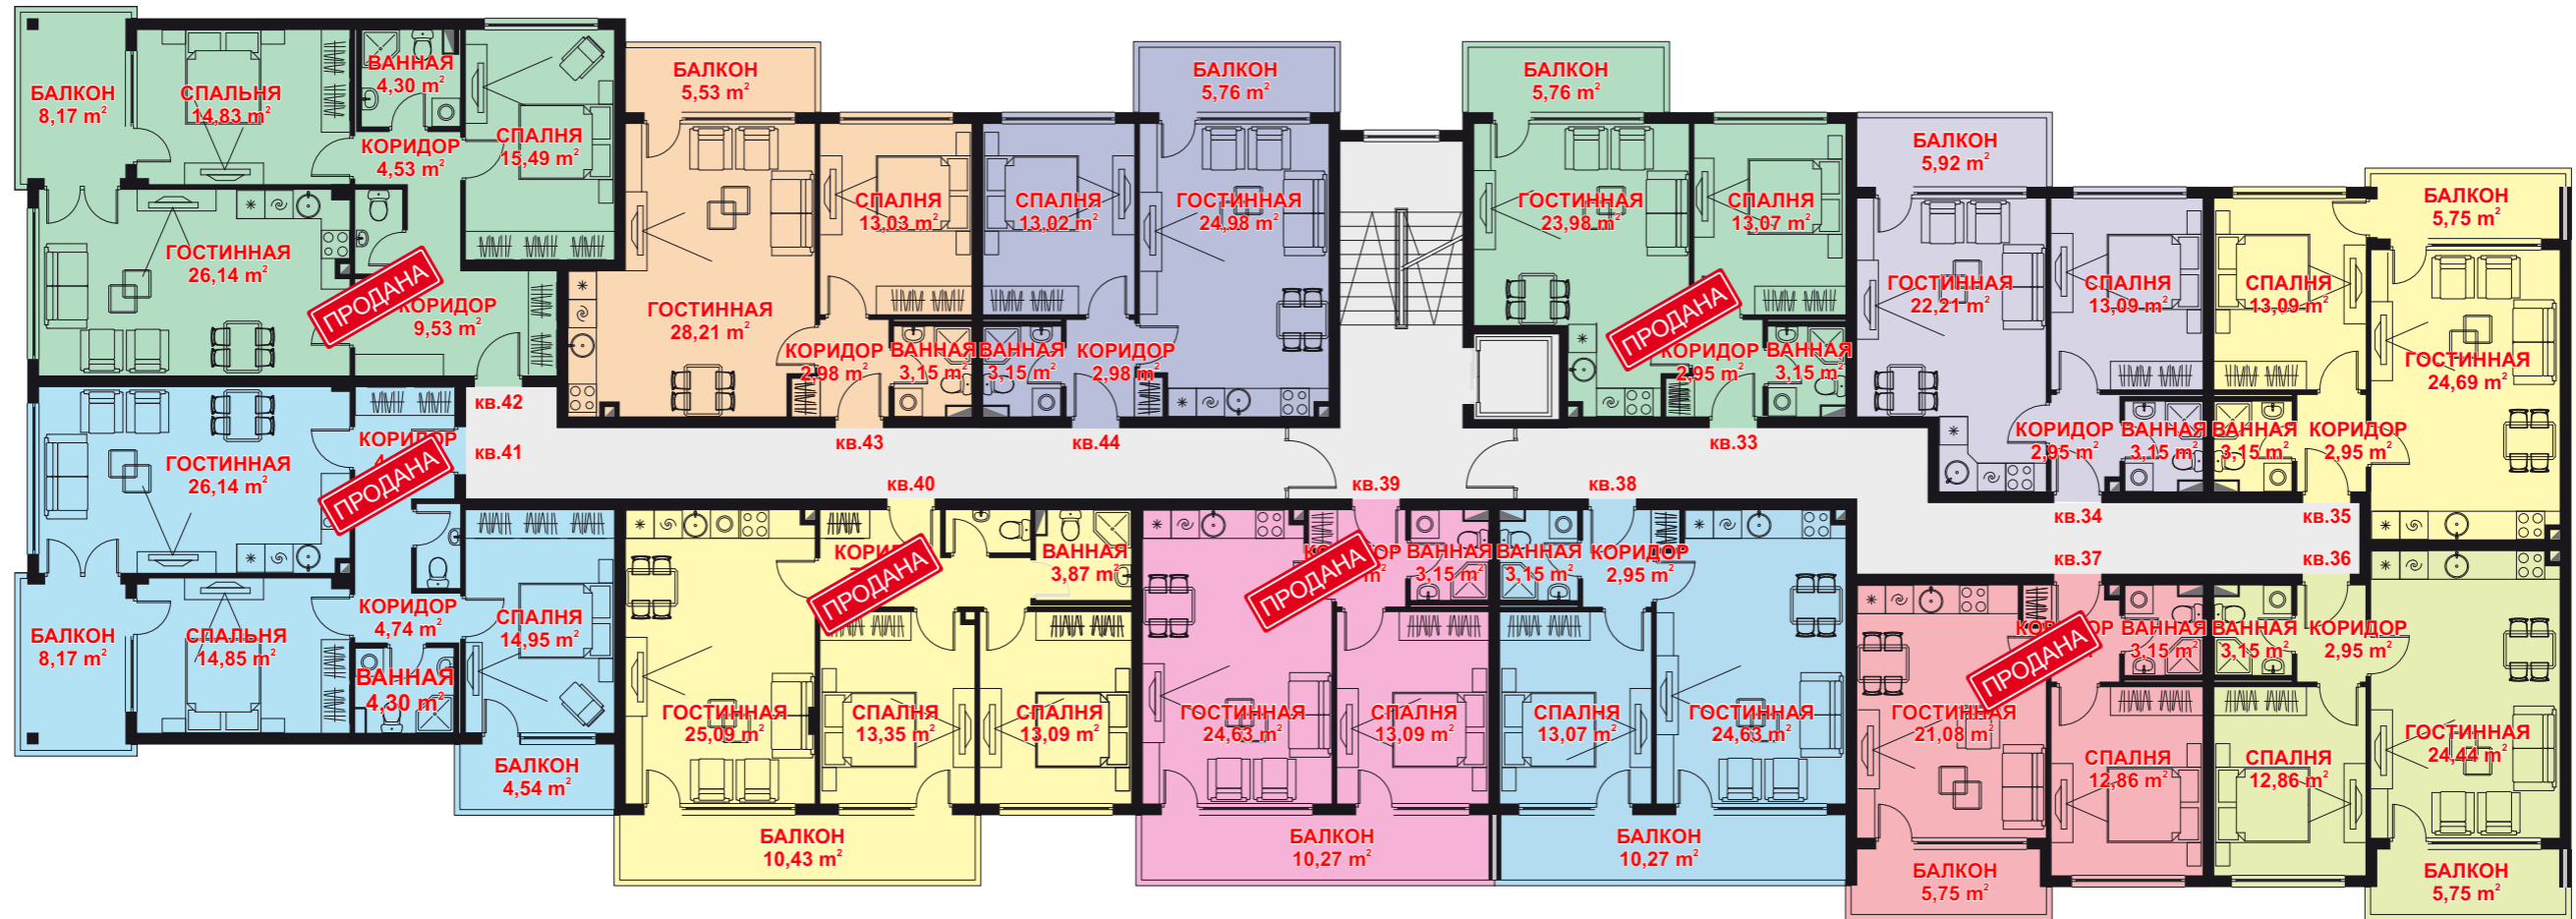 БАЛКОН
8,17 m²
СПАЛЬНЯ
14,83 m²
ВАННАЯ
4,30 m²
КОРИДОР
4,53 m²
СПАЛНЯ
15,49 m²
ГОСТИННАЯ
26,14 m²
ПРОДАНА
КОРИДОР
9,53 m²
кв.42
БАЛКОН
5,53 m²
ГОСТИННАЯ
28,21 m²
СПАЛНЯ
13,03 m²
КОРИДОР
2,98 m²
ВАННАЯ
3,15 m²
кв.43
БАЛКОН
5,76 m²
СПАЛНЯ
13,02 m²
ГОСТИННАЯ
24,98 m²
ВАННАЯ
3,15 m²
КОРИДОР
2,98 m²
кв.44
БАЛКОН
5,76 m²
ГОСТИННАЯ
23,98 m²
СПАЛНЯ
13,07 m²
ПРОДАНА
КОРИДОР
2,95 m²
ВАННАЯ
3,15 m²
кв.33
БАЛКОН
5,92 m²
ГОСТИННАЯ
22,21 m²
СПАЛНЯ
13,09 m²
КОРИДОР
2,95 m²
ВАННАЯ
3,15 m²
кв.34
БАЛКОН
5,75 m²
СПАЛНЯ
13,09 m²
ГОСТИННАЯ
24,69 m²
ВАННАЯ
3,15 m²
КОРИДОР
2,95 m²
кв.35
кв.41
КОРИДОР
ГОСТИННАЯ
26,14 m²
ПРОДАНА
БАЛКОН
8,17 m²
СПАЛЬНЯ
14,85 m²
КОРИДОР
4,74 m²
ВАННАЯ
4,30 m²
СПАЛНЯ
14,95 m²
БАЛКОН
4,54 m²
кв.40
ПРОДАНА
ВАННАЯ
3,87 m²
ГОСТИННАЯ
25,09 m²
СПАЛНЯ
13,35 m²
СПАЛНЯ
13,09 m²
БАЛКОН
10,43 m²
кв.39
ПРОДАНА
ВАННАЯ
3,15 m²
ГОСТИННАЯ
24,63 m²
СПАЛНЯ
13,09 m²
БАЛКОН
10,27 m²
кв.38
ВАННАЯ
3,15 m²
КОРИДОР
2,95 m²
СПАЛНЯ
13,07 m²
ГОСТИННАЯ
24,63 m²
БАЛКОН
10,27 m²
кв.37
ПРОДАНА
ВАННАЯ
3,15 m²
ГОСТИННАЯ
21,08 m²
СПАЛНЯ
12,86 m²
БАЛКОН
5,75 m²
кв.36
ВАННАЯ
3,15 m²
КОРИДОР
2,95 m²
ГОСТИННАЯ
24,44 m²
СПАЛНЯ
12,86 m²
БАЛКОН
5,75 m²